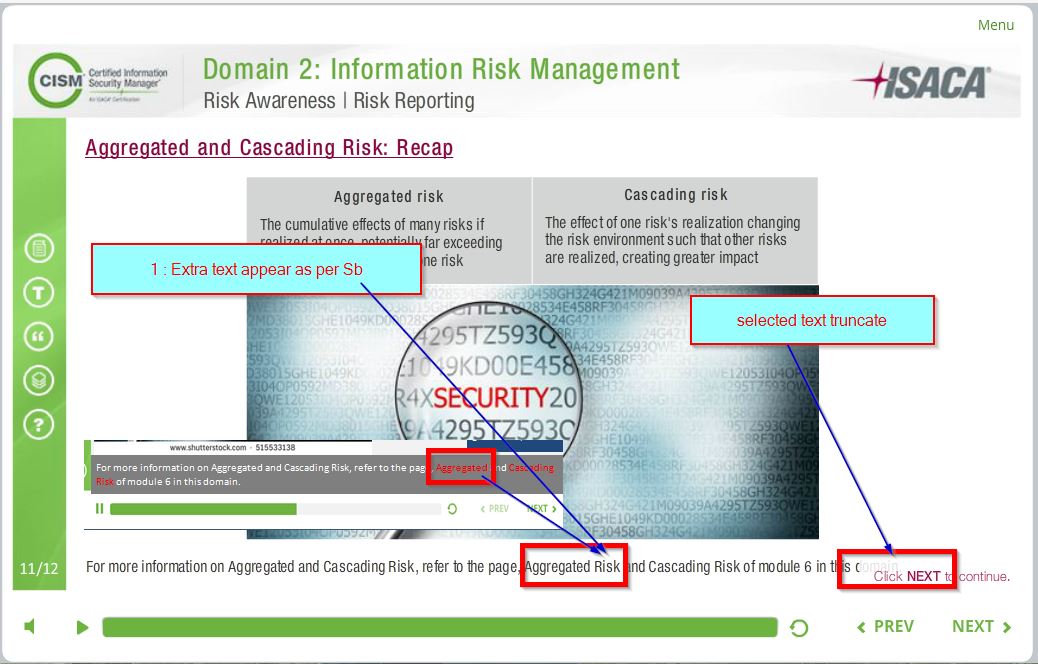 Menu
CISM Certified Information
Security Manager®
An ISACA® Certification
Domain 2: Information Risk Management
Risk Awareness | Risk Reporting
ISACA®
Aggregated and Cascading Risk: Recap
Aggregated risk
The cumulative effects of many risks if
realized at once, potentially far exceeding
one risk
Cascading risk
The effect of one risk's realization changing
the risk environment such that other risks
are realized, creating greater impact
1 : Extra text appear as per Sb
selected text truncate
4295TZ593Q
49KD00E458
R4XSECURITY20
4295TZ593Q
www.shutterstock.com · 515533138
For more information on Aggregated and Cascading Risk, refer to the page, Aggregated and Cascading
Risk of module 6 in this domain.
PREV NEXT
11/12
For more information on Aggregated and Cascading Risk, refer to the page, Aggregated Risk and Cascading Risk of module 6 in this domain
Click NEXT to continue.
PREV NEXT